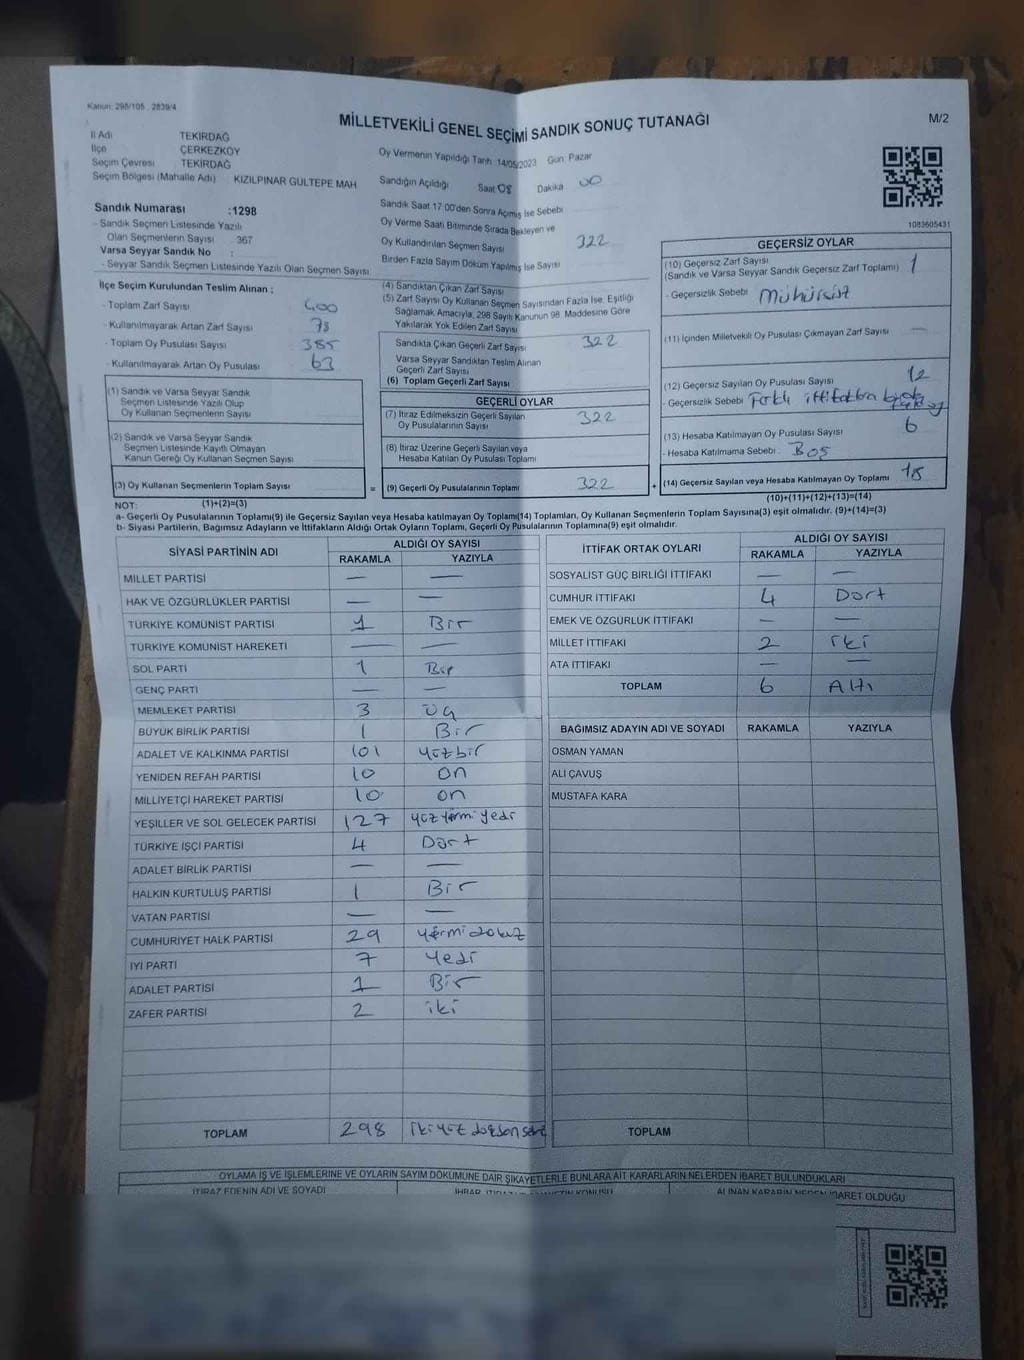 Kanun: 298/105 . 2839/4
MİLLETVEKİLİ GENEL SEÇİMİ SANDIK SONUÇ TUTANAĞI
M/2
İl Adı TEKİRDAĞ
İlçe ÇERKEZKÖY
Seçim Çevresi TEKİRDAĞ
Seçim Bölgesi (Mahalle Adı) : KIZILPINAR GÜLTEPE MAH
Sandık Numarası :1298
- Sandık Seçmen Listesinde Yazılı
Olan Seçmenlerin Sayısı : 367
Varsa Seyyar Sandık No :
- Seyyar Sandık Seçmen Listesinde Yazılı Olan Seçmen Sayısı
Oy Vermenin Yapıldığı Tarih: 14/05/2023 Gün: Pazar
Sandığın Açıldığı Saat 08 Dakika 00
Sandık Saat 17:00'den Sonra Açımış İse Sebebi
Oy Verme Saati Bitiminde Sırada Bekleyen ve
Oy Kullandırılan Seçmen Sayısı 322
Birden Fazla Sayım Döküm Yapılmış İse Sayısı
1083605431
İlçe Seçim Kurulundan Teslim Alınan ;
- Toplam Zarf Sayısı 400
- Kullanılmayarak Artan Zarf Sayısı 78
- Toplam Oy Pusulası Sayısı 385
- Kullanılmayarak Artan Oy Pusulası 63
(4) Sandıktan Çıkan Zarf Sayısı
(5) Zarf Sayısı Oy Kullanan Seçmen Sayısından Fazla İse, Eşitliği
Sağlamak Amacıyla, 298 Sayılı Kanunun 98. Maddesine Göre
Yakılarak Yok Edilen Zarf Sayısı
Sandıkta Çıkan Geçerli Zarf Sayısı 322
Varsa Seyyar Sandıktan Teslim Alınan
Geçerli Zarf Sayısı
(6) Toplam Geçerli Zarf Sayısı
GEÇERSİZ OYLAR
(10) Geçersiz Zarf Sayısı 1
(Sandık ve Varsa Seyyar Sandık Geçersiz Zarf Toplamı)
- Geçersizlik Sebebi : Mühürsüz
(11) İçinden Milletvekili Oy Pusulası Çıkmayan Zarf Sayısı —
(12) Geçersiz Sayılan Oy Pusulası Sayısı 12
- Geçersizlik Sebebi : Farklı ittifaklara
(13) Hesaba Katılmayan Oy Pusulası Sayısı 6
- Hesaba Katılmama Sebebi : Boş
(14) Geçersiz Sayılan veya Hesaba Katılmayan Oy Toplamı 18
(10)+(11)+(12)+(13)=(14)
(1) Sandık ve Varsa Seyyar Sandık
Seçmen Listesinde Yazılı Olup
Oy Kullanan Seçmenlerin Sayısı
(2) Sandık ve Varsa Seyyar Sandık
Seçmen Listesinde Kayıtlı Olmayan
Kanun Gereği Oy Kullanan Seçmen Sayısı
(3) Oy Kullanan Seçmenlerin Toplam Sayısı =
GEÇERLİ OYLAR
(7) İtiraz Edilmeksizin Geçerli Sayılan
Oy Pusulalarının Sayısı 322
(8) İtiraz Üzerine Geçerli Sayılan veya
Hesaba Katılan Oy Pusulası Toplamı
(9) Geçerli Oy Pusulalarının Toplamı 322 +
NOT: (1)+(2)=(3)
a- Geçerli Oy Pusulalarının Toplamı(9) ile Geçersiz Sayılan veya Hesaba katılmayan Oy Toplamı(14) Toplamları, Oy Kullanan Seçmenlerin Toplam Sayısına(3) eşit olmalıdır. (9)+(14)=(3)
b- Siyasi Partilerin, Bağımsız Adayların ve İttifakların Aldığı Ortak Oyların Toplamı, Geçerli Oy Pusulalarının Toplamına(9) eşit olmalıdır.
SİYASİ PARTİNİN ADI ALDIĞI OY SAYISI
RAKAMLA YAZIYLA
MİLLET PARTİSİ — —
HAK VE ÖZGÜRLÜKLER PARTİSİ — —
TÜRKİYE KOMÜNİST PARTİSİ 1 Bir
TÜRKİYE KOMÜNİST HAREKETİ — —
SOL PARTİ 1 Bir
GENÇ PARTİ — —
MEMLEKET PARTİSİ 3 Üç
BÜYÜK BİRLİK PARTİSİ 1 Bir
ADALET VE KALKINMA PARTİSİ 101 yüzbir
YENİDEN REFAH PARTİSİ 10 on
MİLLİYETÇİ HAREKET PARTİSİ 10 on
YEŞİLLER VE SOL GELECEK PARTİSİ 127 yüz yirmi yedi
TÜRKİYE İŞÇİ PARTİSİ 4 Dört
ADALET BİRLİK PARTİSİ — —
HALKIN KURTULUŞ PARTİSİ 1 Bir
VATAN PARTİSİ — —
CUMHURİYET HALK PARTİSİ 29 yirmi dokuz
İYİ PARTİ 7 Yedi
ADALET PARTİSİ 1 Bir
ZAFER PARTİSİ 2 iki
TOPLAM 298 iki yüz doksan sekiz
İTTİFAK ORTAK OYLARI ALDIĞI OY SAYISI
RAKAMLA YAZIYLA
SOSYALİST GÜÇ BİRLİĞİ İTTİFAKI — —
CUMHUR İTTİFAKI 4 Dört
EMEK VE ÖZGÜRLÜK İTTİFAKI — —
MİLLET İTTİFAKI 2 iki
ATA İTTİFAKI — —
TOPLAM 6 Altı
BAĞIMSIZ ADAYIN ADI VE SOYADI RAKAMLA YAZIYLA
OSMAN YAMAN
ALİ ÇAVUŞ
MUSTAFA KARA
TOPLAM
OYLAMA İŞ VE İŞLEMLERİNE VE OYLARIN SAYIM DÖKÜMÜNE DAİR ŞİKAYETLERLE BUNLARA AİT KARARLARIN NELERDEN İBARET BULUNDUKLARI
İTİRAZ EDENİN ADI VE SOYADI
ALINAN KARARIN NEDEN İBARET OLDUĞU